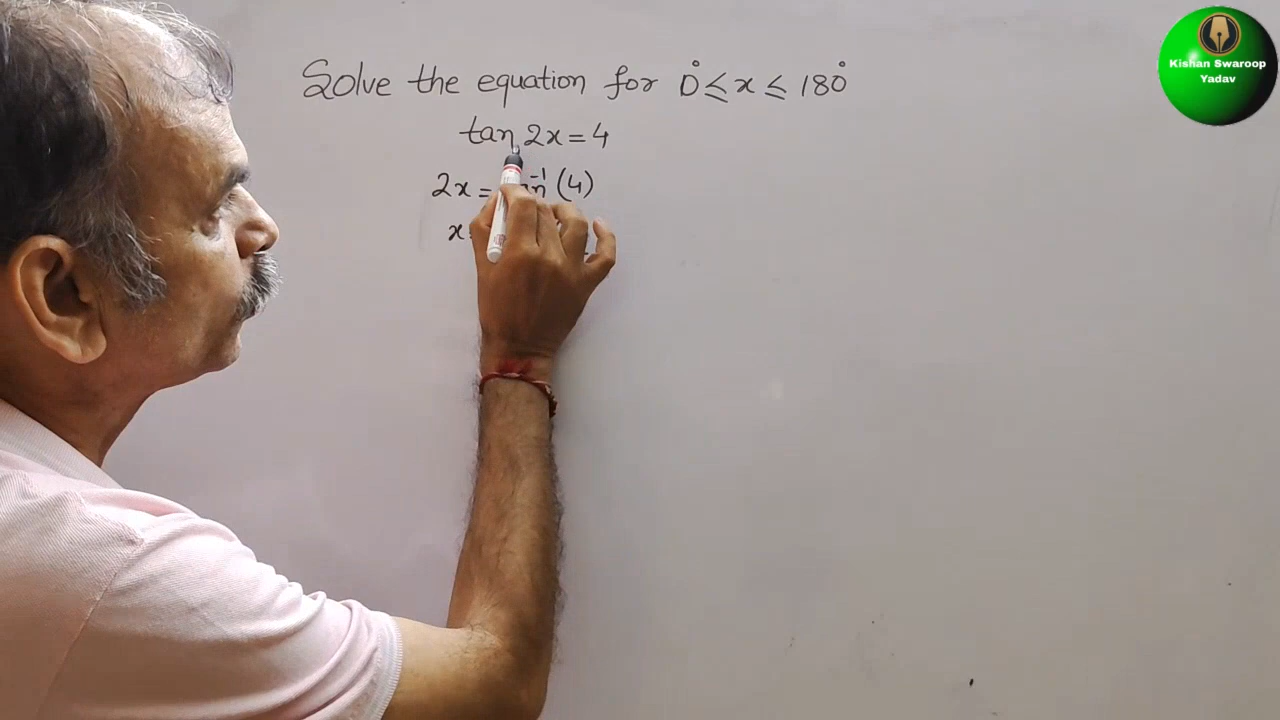 Solve the equation for 0° ≤ x ≤ 180°
tan 2x = 4
2x = (4)
x
Kishan Swaroop
Yadav